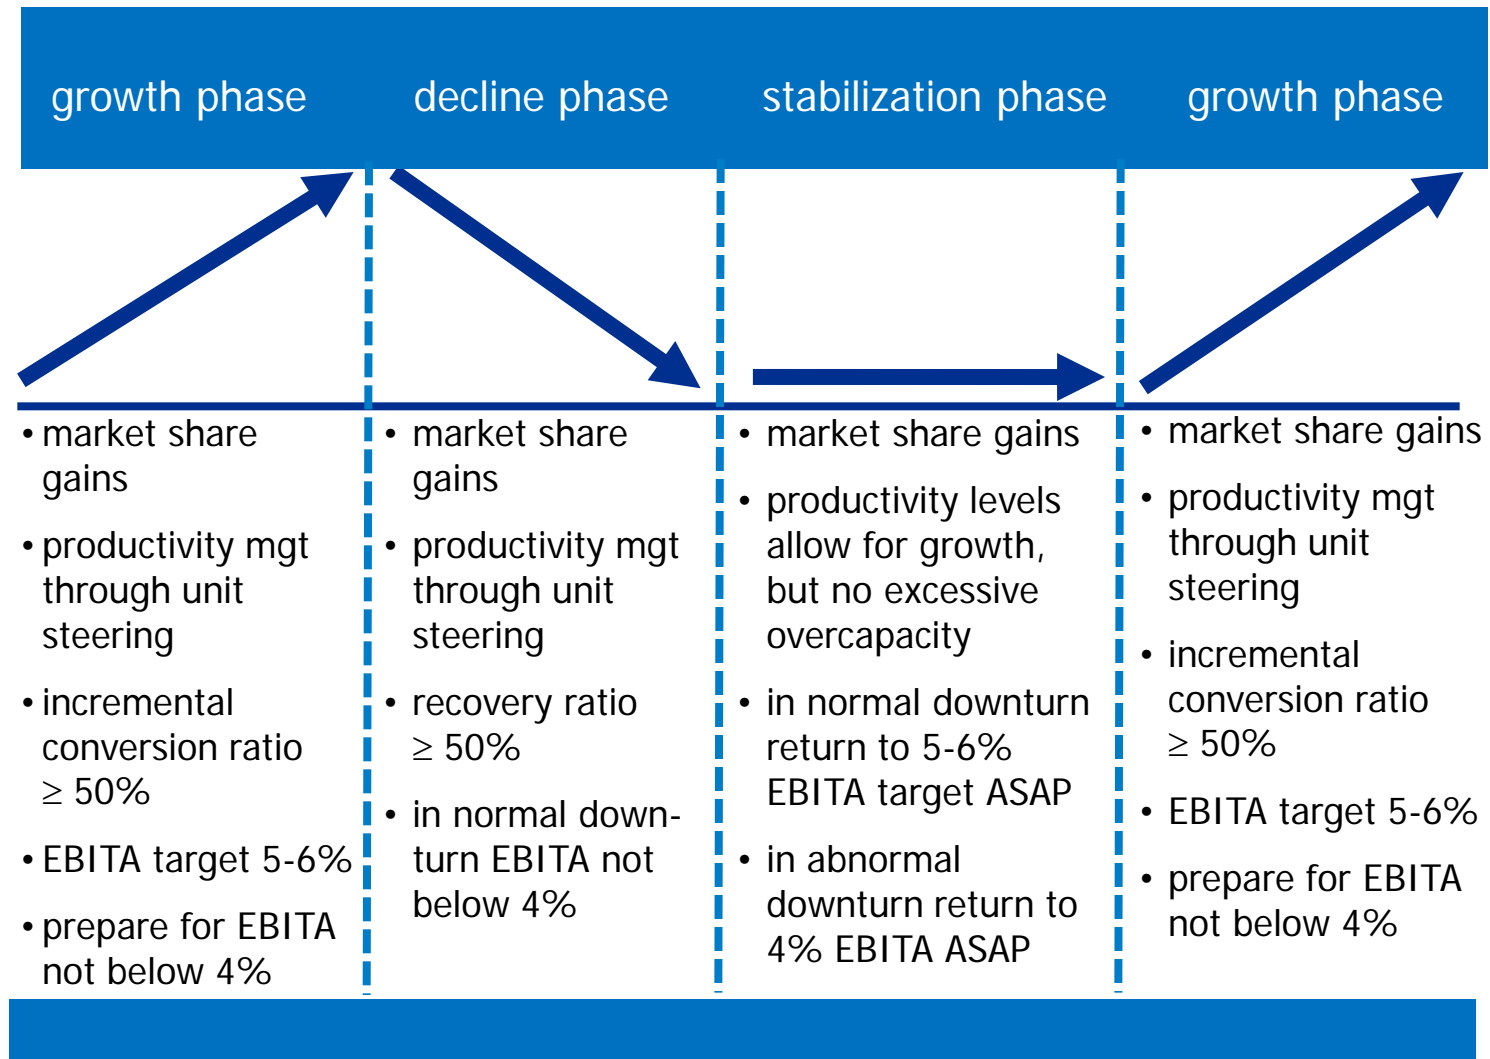 growth phase
decline phase
stabilization phase
growth phase
• market share
gains
• productivity mgt
through unit
steering
• incremental
conversion ratio
≥ 50%
• EBITA target 5-6%
• prepare for EBITA
not below 4%
• market share
gains
• productivity mgt
through unit
steering
• recovery ratio
≥ 50%
• in normal down-
turn EBITA not
below 4%
• market share gains
• productivity levels
allow for growth,
but no excessive
overcapacity
• in normal downturn
return to 5-6%
EBITA target ASAP
• in abnormal
downturn return to
4% EBITA ASAP
• market share gains
• productivity mgt
through unit
steering
• incremental
conversion ratio
≥ 50%
• EBITA target 5-6%
• prepare for EBITA
not below 4%